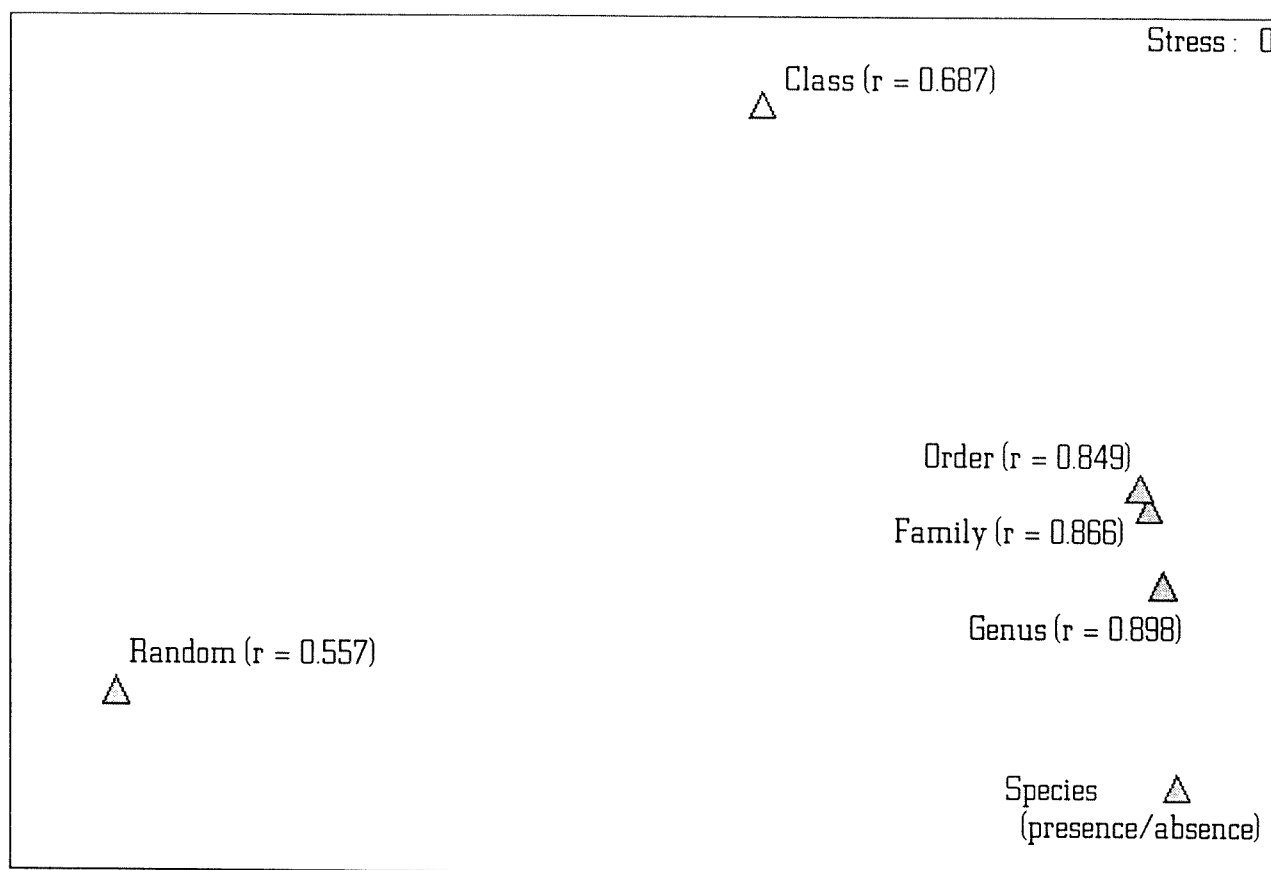 Stress : 0
Class (r = 0.687)
Order (r = 0.849)
Family (r = 0.866)
Genus (r = 0.898)
Random (r = 0.557)
Species
(presence/absence)